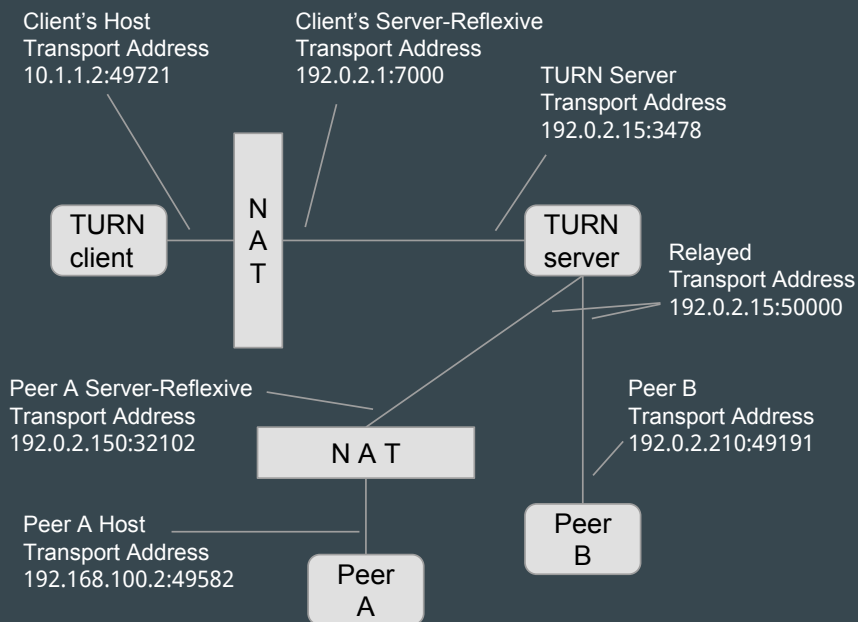 Client's Host
Transport Address
10.1.1.2:49721
Client's Server-Reflexive
Transport Address
192.0.2.1:7000
TURN Server
Transport Address
192.0.2.15:3478
TURN
client
N
A
T
TURN
server
Relayed
Transport Address
192.0.2.15:50000
Peer A Server-Reflexive
Transport Address
192.0.2.150:32102
N A T
Peer B
Transport Address
192.0.2.210:49191
Peer A Host
Transport Address
192.168.100.2:49582
Peer
A
Peer
B